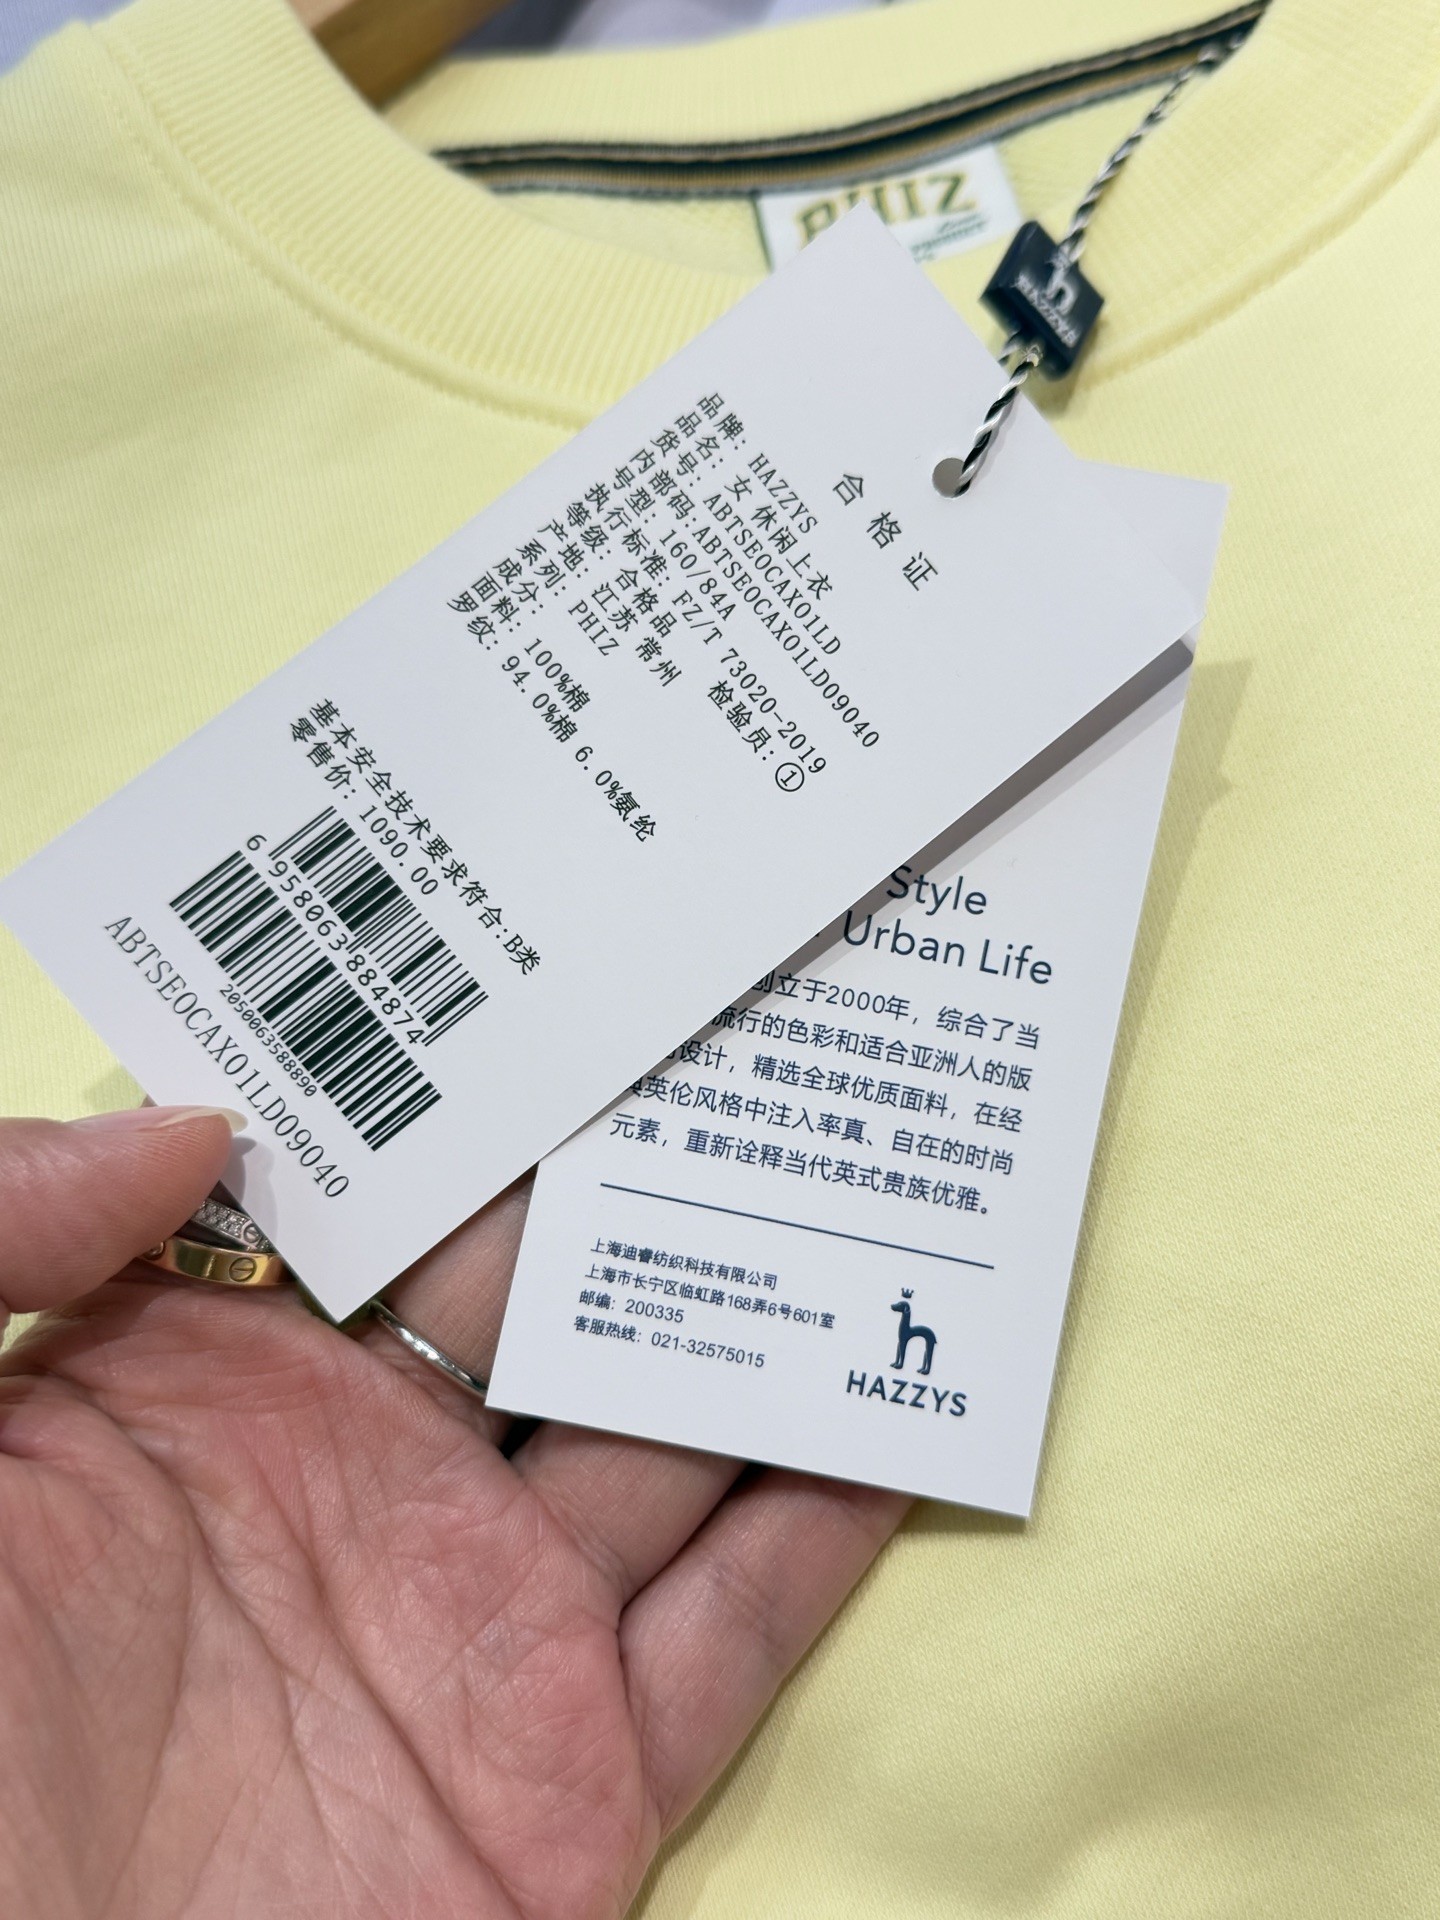 PHIZ
HAZZYS
合格证
品牌: HAZZYS
品名: 女 休闲上衣
货号: ABTSE0CAX01LD
内部码:ABTSE0CAX01LD09040
号型: 160/84A
执行标准: FZ/T 73020-2019
等级: 合格品 检验员:①
产地: 江苏 常州
系列: PHIZ
成分:
面料: 100%棉
罗纹: 94.0%棉 6.0%氨纶
基本安全技术要求符合:B类
零售价: 1090.00
6 958063 884874
2050063588890
ABTSE0CAX01LD09040
Style
Urban Life
创立于2000年，综合了当
流行的色彩和适合亚洲人的版
设计，精选全球优质面料，在经
典英伦风格中注入率真、自在的时尚
元素，重新诠释当代英式贵族优雅。
上海迪睿纺织科技有限公司
上海市长宁区临虹路168弄6号601室
邮编：200335
客服热线：021-32575015
HAZZYS